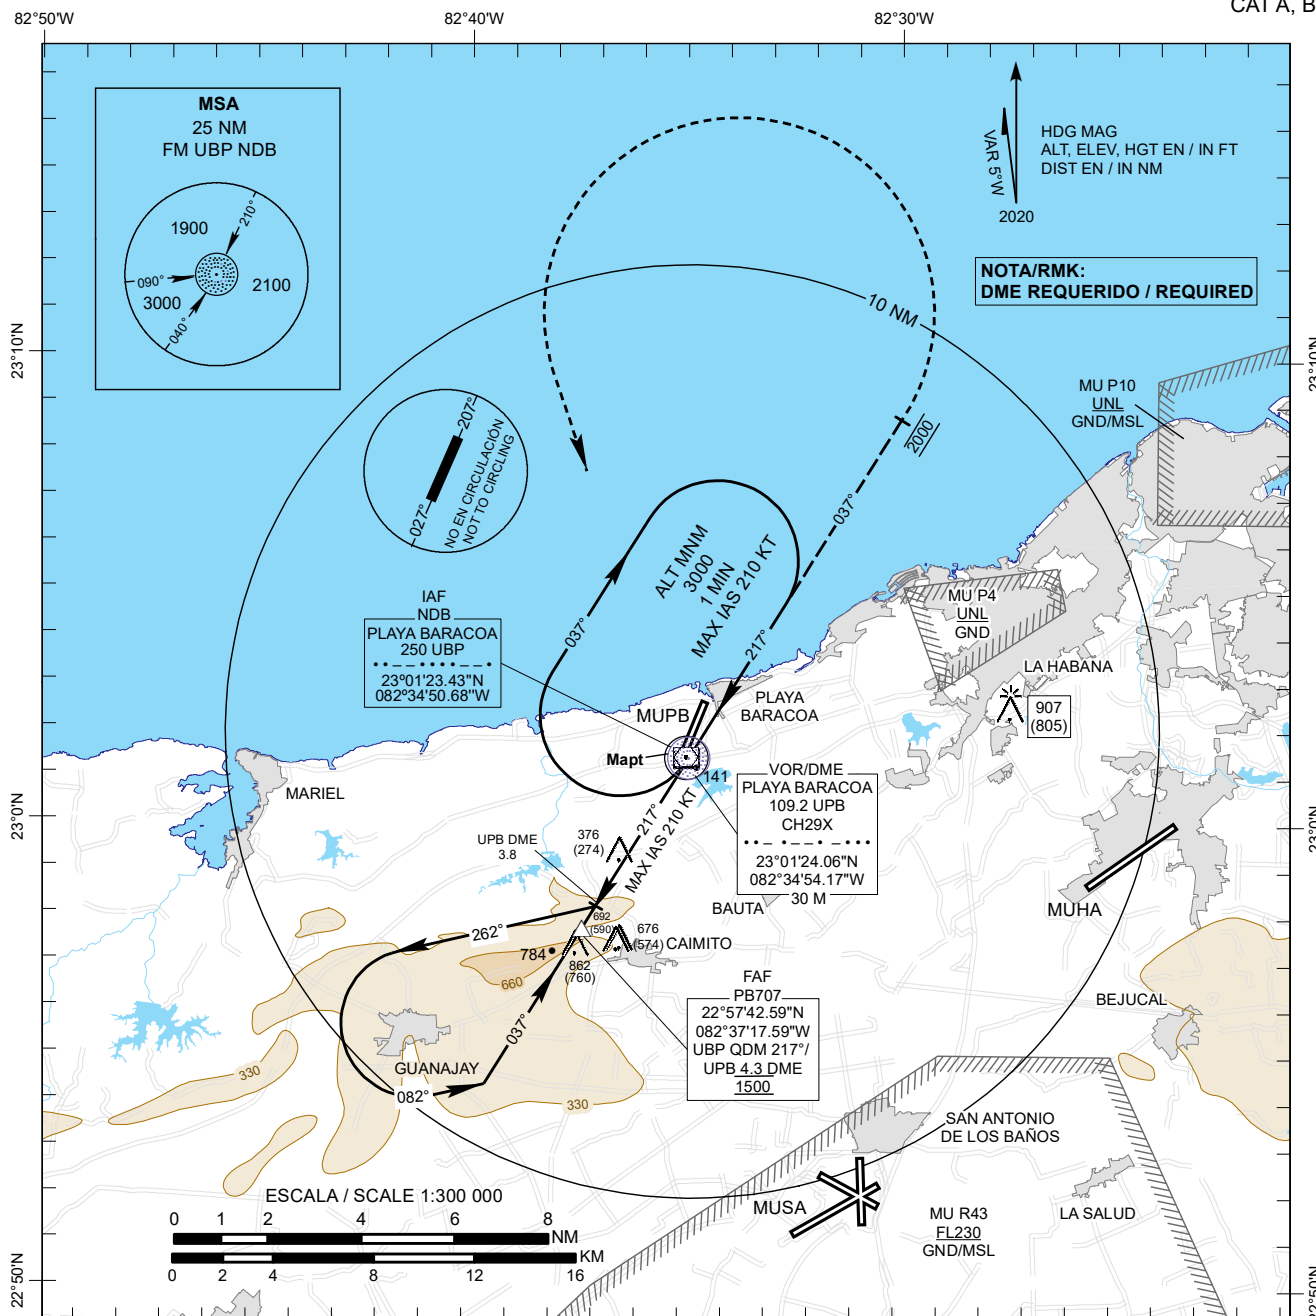 CAT A, B
82°50'W
82°40'W
82°30'W
MSA
25 NM
FM UBP NDB
1900
2100
3000
210°
090°
040°
VAR 5°W
2020
HDG MAG
ALT, ELEV, HGT EN / IN FT
DIST EN / IN NM
NOTA/RMK:
DME REQUERIDO / REQUIRED
10 NM
23°10'N
23°10'N
MU P10
UNL
GND/MSL
207°
027°
NO EN CIRCULACIÓN
NOT TO CIRCLING
2000
037°
ALT MNM
3000
1 MIN
MAX IAS 210 KT
037°
217°
IAF
NDB
PLAYA BARACOA
250 UBP
23º01'23.43"N
082°34'50.68"W
MU P4
UNL
GND
LA HABANA
907
(805)
MUPB
PLAYA
BARACOA
Mapt
141
VOR/DME
PLAYA BARACOA
109.2 UPB
CH29X
23°01'24.06"N
082°34'54.17"W
30 M
MARIEL
23°0'N
23°0'N
217°
MAX IAS 210 KT
UPB DME
3.8
376
(274)
BAUTA
MUHA
692
(590)
676
(574)
CAIMITO
262°
784
862
(760)
660
FAF
PB707
22°57'42.59"N
082°37'17.59"W
UBP QDM 217°/
UPB 4.3 DME
1500
BEJUCAL
037°
GUANAJAY
082°
330
330
SAN ANTONIO
DE LOS BAÑOS
ESCALA / SCALE 1:300 000
0 1 2 4 6 8
NM
KM
0 2 4 8 12 16
MUSA
MU R43
FL230
GND/MSL
LA SALUD
22°50'N